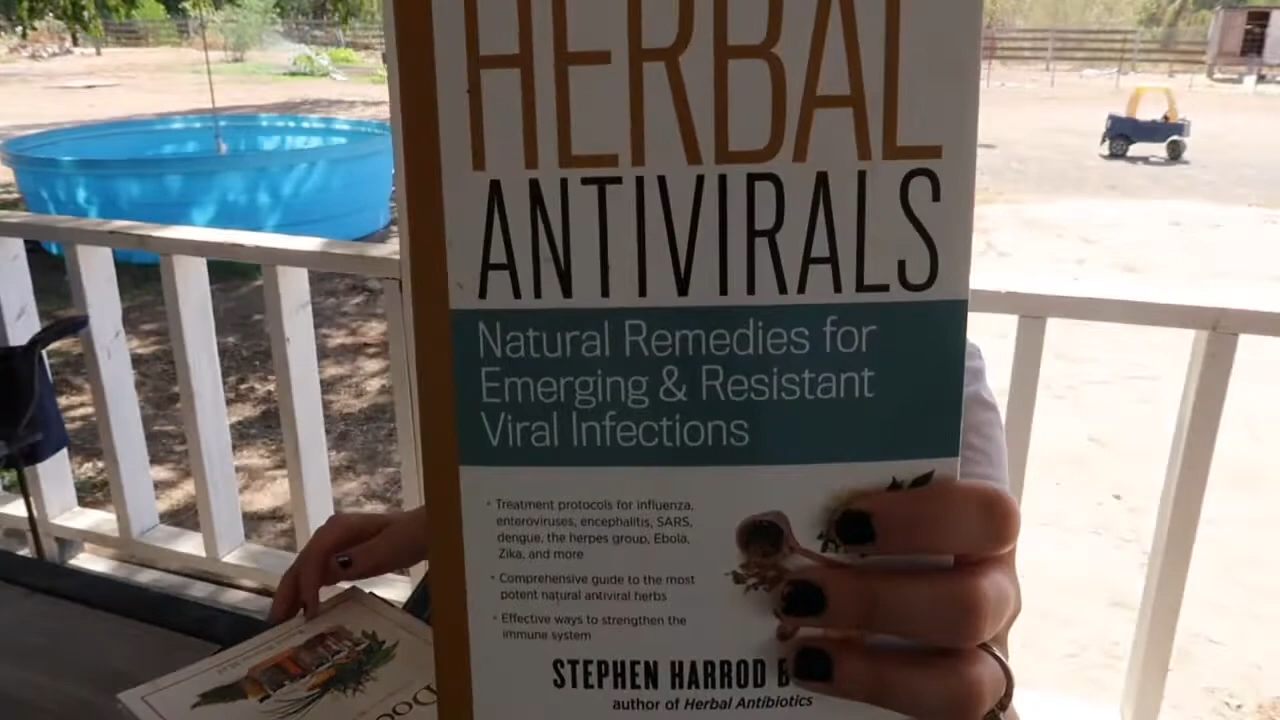 HERBAL
ANTIVIRALS
Natural Remedies for
Emerging & Resistant
Viral Infections
• Treatment protocols for influenza,
enteroviruses, encephalitis, SARS,
dengue, the herpes group, Ebola,
Zika, and more
• Comprehensive guide to the most
potent natural antiviral herbs
• Effective ways to strengthen the
immune system
STEPHEN HARROD B
author of Herbal Antibiotics